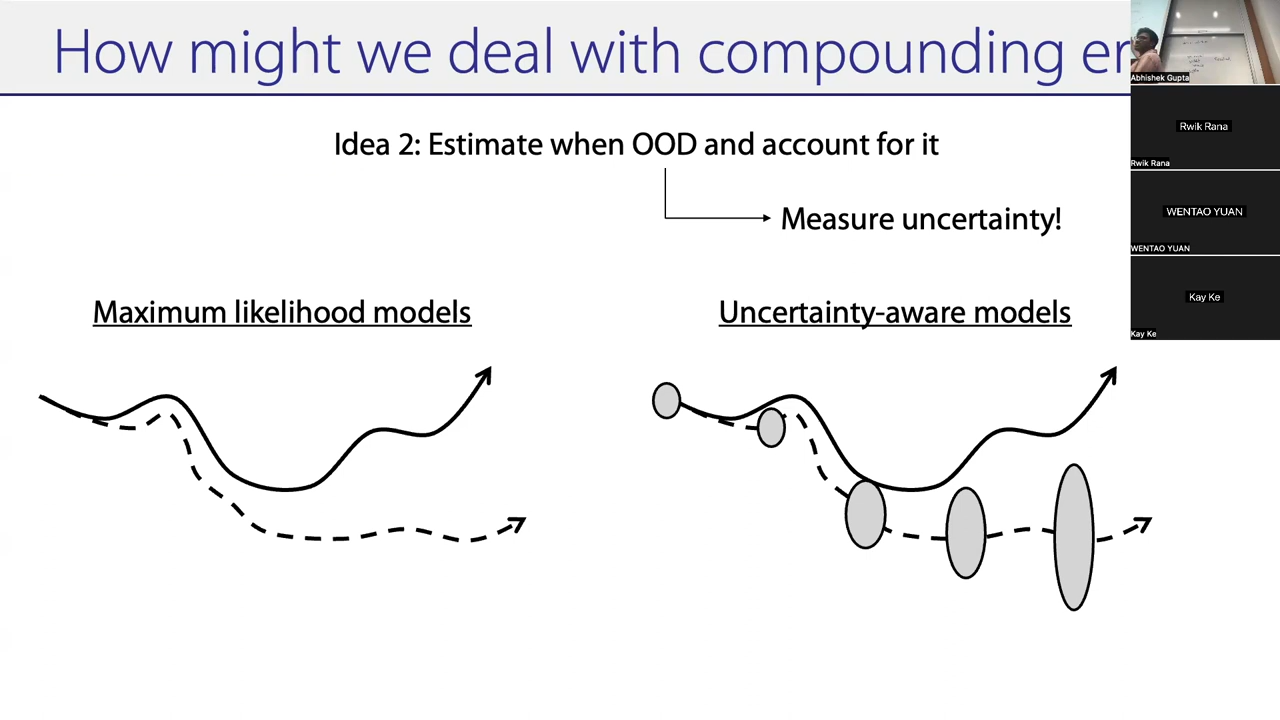 How might we deal with compounding er
Abhishek Gupta
Idea 2: Estimate when OOD and account for it
Rwik Rana
Rwik Rana
Measure uncertainty!
WENTAO YUAN
WENTAO YUAN
Maximum likelihood models
Uncertainty-aware models
Kay Ke
Kay Ke